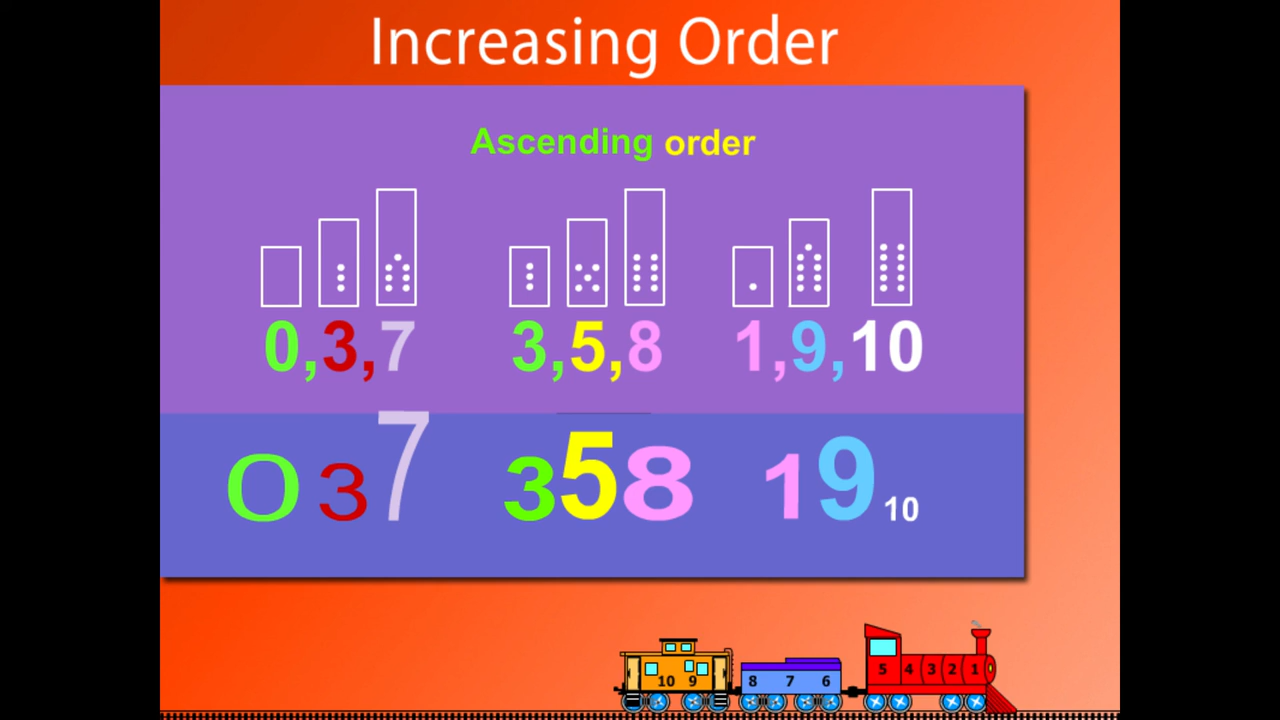 Increasing Order
Ascending order
0,3,7 3,5,8 1,9,10
0 3 7 3 5 8 1 9 10
10 9 8 7 6 5 4 3 2 1